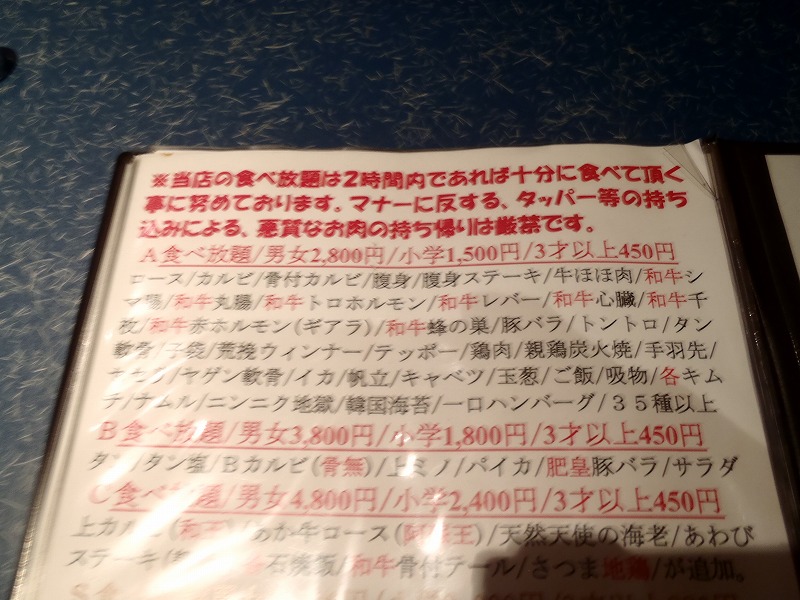 ※当店の食べ放題は2時間内であれば十分に食べて頂く
事に努めております。マナーに反する、タッパー等の持ち
込みによる、悪質なお肉の持ち帰りは厳禁です。
A食べ放題/男女2,800円/小学1,500円/3才以上450円
ロース/カルビ/骨付カルビ/腹身/腹身ステーキ/牛ほほ肉/和牛シ
マ腸/和牛丸腸/和牛トロホルモン/和牛レバー/和牛心臓/和牛千
枚/和牛赤ホルモン(ギアラ)/和牛蜂の巣/豚バラ/トントロ/タン
軟骨/子袋/荒挽ウィンナー/テッポー/鶏肉/親鶏炭火焼/手羽先/
ヤゲン軟骨/イカ/帆立/キャベツ/玉葱/ご飯/吸物/各キム
チ/ナムル/ニンニク地獄/韓国海苔/一口ハンバーグ/35種以上
B食べ放題/男女3,800円/小学1,800円/3才以上450円
タン/タン塩/Bカルビ(骨無)/上ミノ/パイカ/肥皇豚バラ/サラダ
C食べ放題/男女4,800円/小学2,400円/3才以上450円
上カルビ(和王)/あか牛ロース(阿蘇王)/天然天使の海老/あわび
ステーキ/石焼飯/和牛骨付テール/さつま地鶏/が追加。